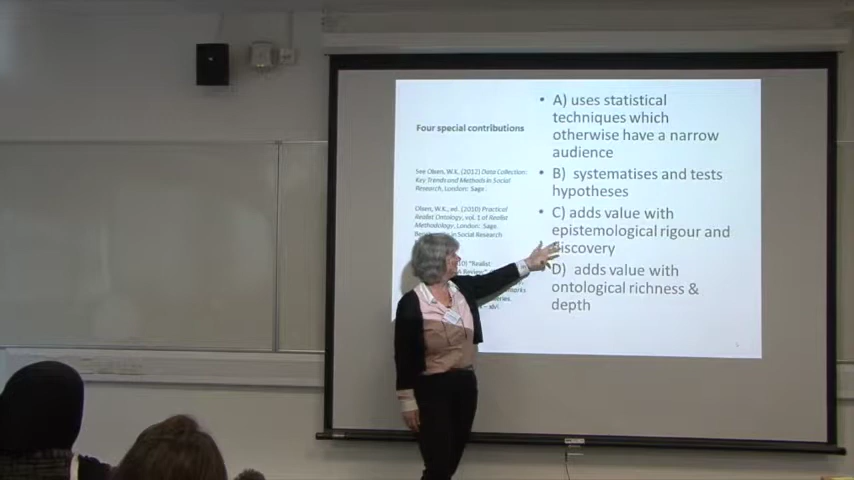 Four special contributions
See Olsen, W.K. (2012) Data Collection:
Key Trends and Methods in Social
Research, London: Sage.
Olsen, W.K., ed. (2010) Practical
Realist Ontology, vol. 1 of Realist
Methodology, London: Sage.
in Social Research
"Realist
Review"
• A) uses statistical
techniques which
otherwise have a narrow
audience
• B) systematises and tests
hypotheses
• C) adds value with
epistemological rigour and
discovery
D) adds value with
ontological richness &
depth